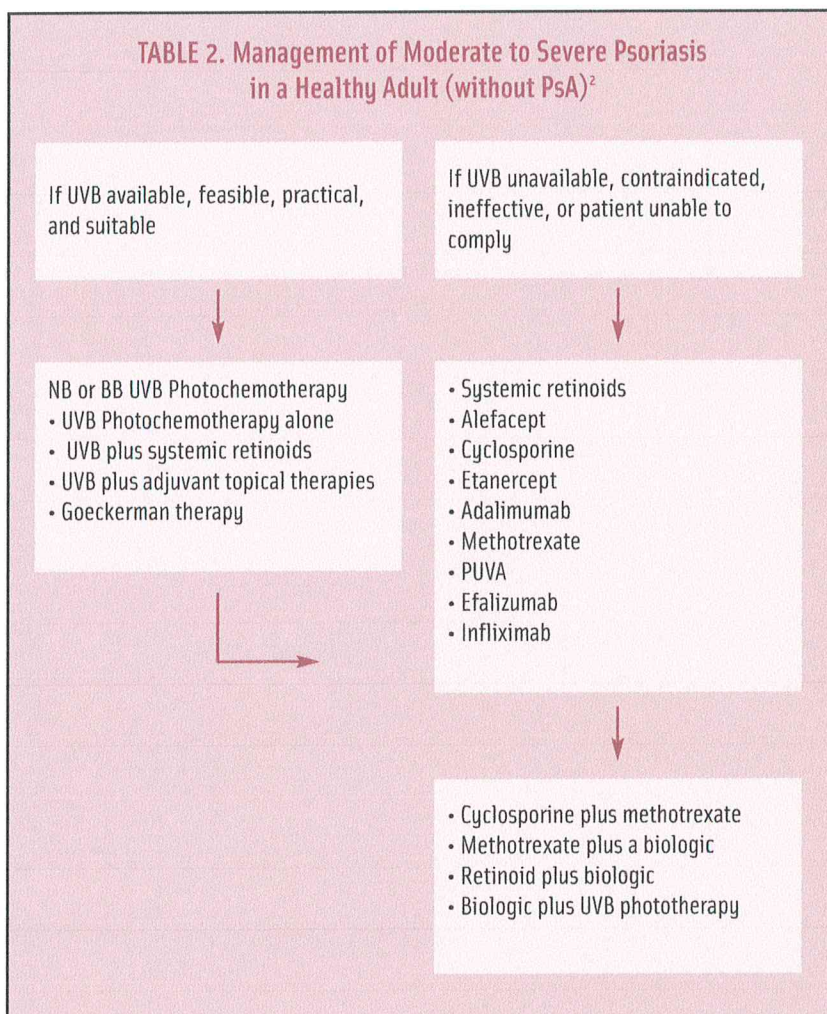 TABLE 2. Management of Moderate to Severe Psoriasis
in a Healthy Adult (without PsA)²
If UVB available, feasible, practical,
and suitable
If UVB unavailable, contraindicated,
ineffective, or patient unable to
comply
NB or BB UVB Photochemotherapy
• UVB Photochemotherapy alone
• UVB plus systemic retinoids
• UVB plus adjuvant topical therapies
• Goeckerman therapy
• Systemic retinoids
• Alefacept
• Cyclosporine
• Etanercept
• Adalimumab
• Methotrexate
• PUVA
• Efalizumab
• Infliximab
• Cyclosporine plus methotrexate
• Methotrexate plus a biologic
• Retinoid plus biologic
• Biologic plus UVB phototherapy